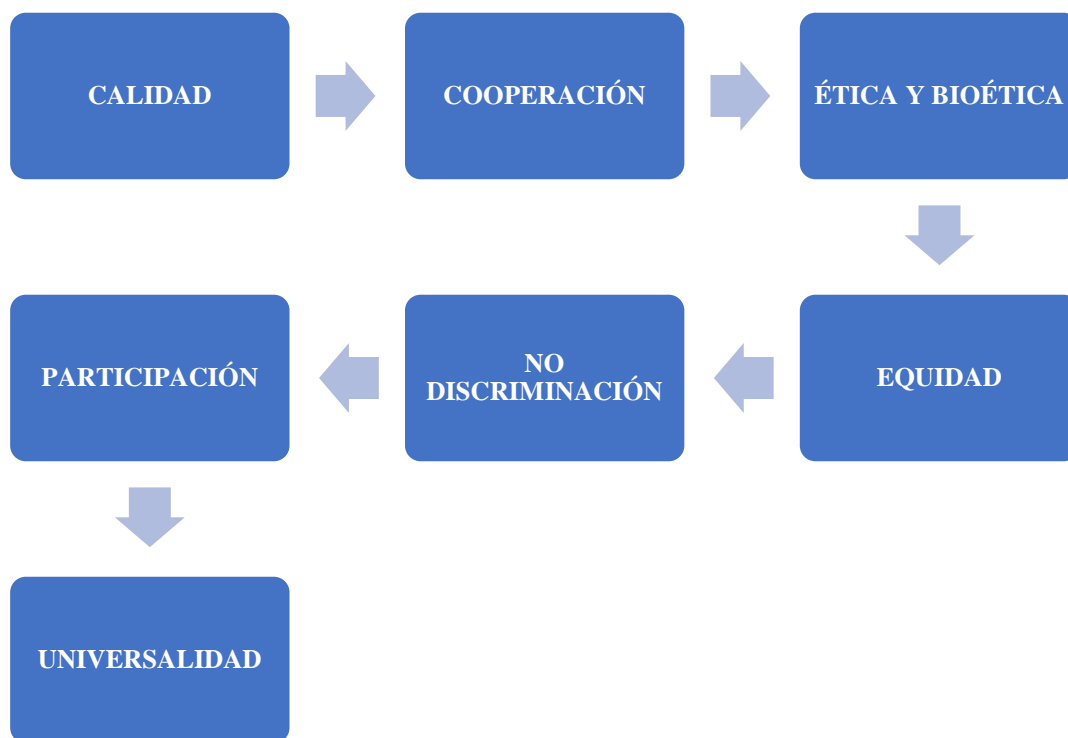 CALIDAD
COOPERACIÓN
ÉTICA Y BIOÉTICA
EQUIDAD
NO
DISCRIMINACIÓN
PARTICIPACIÓN
UNIVERSALIDAD